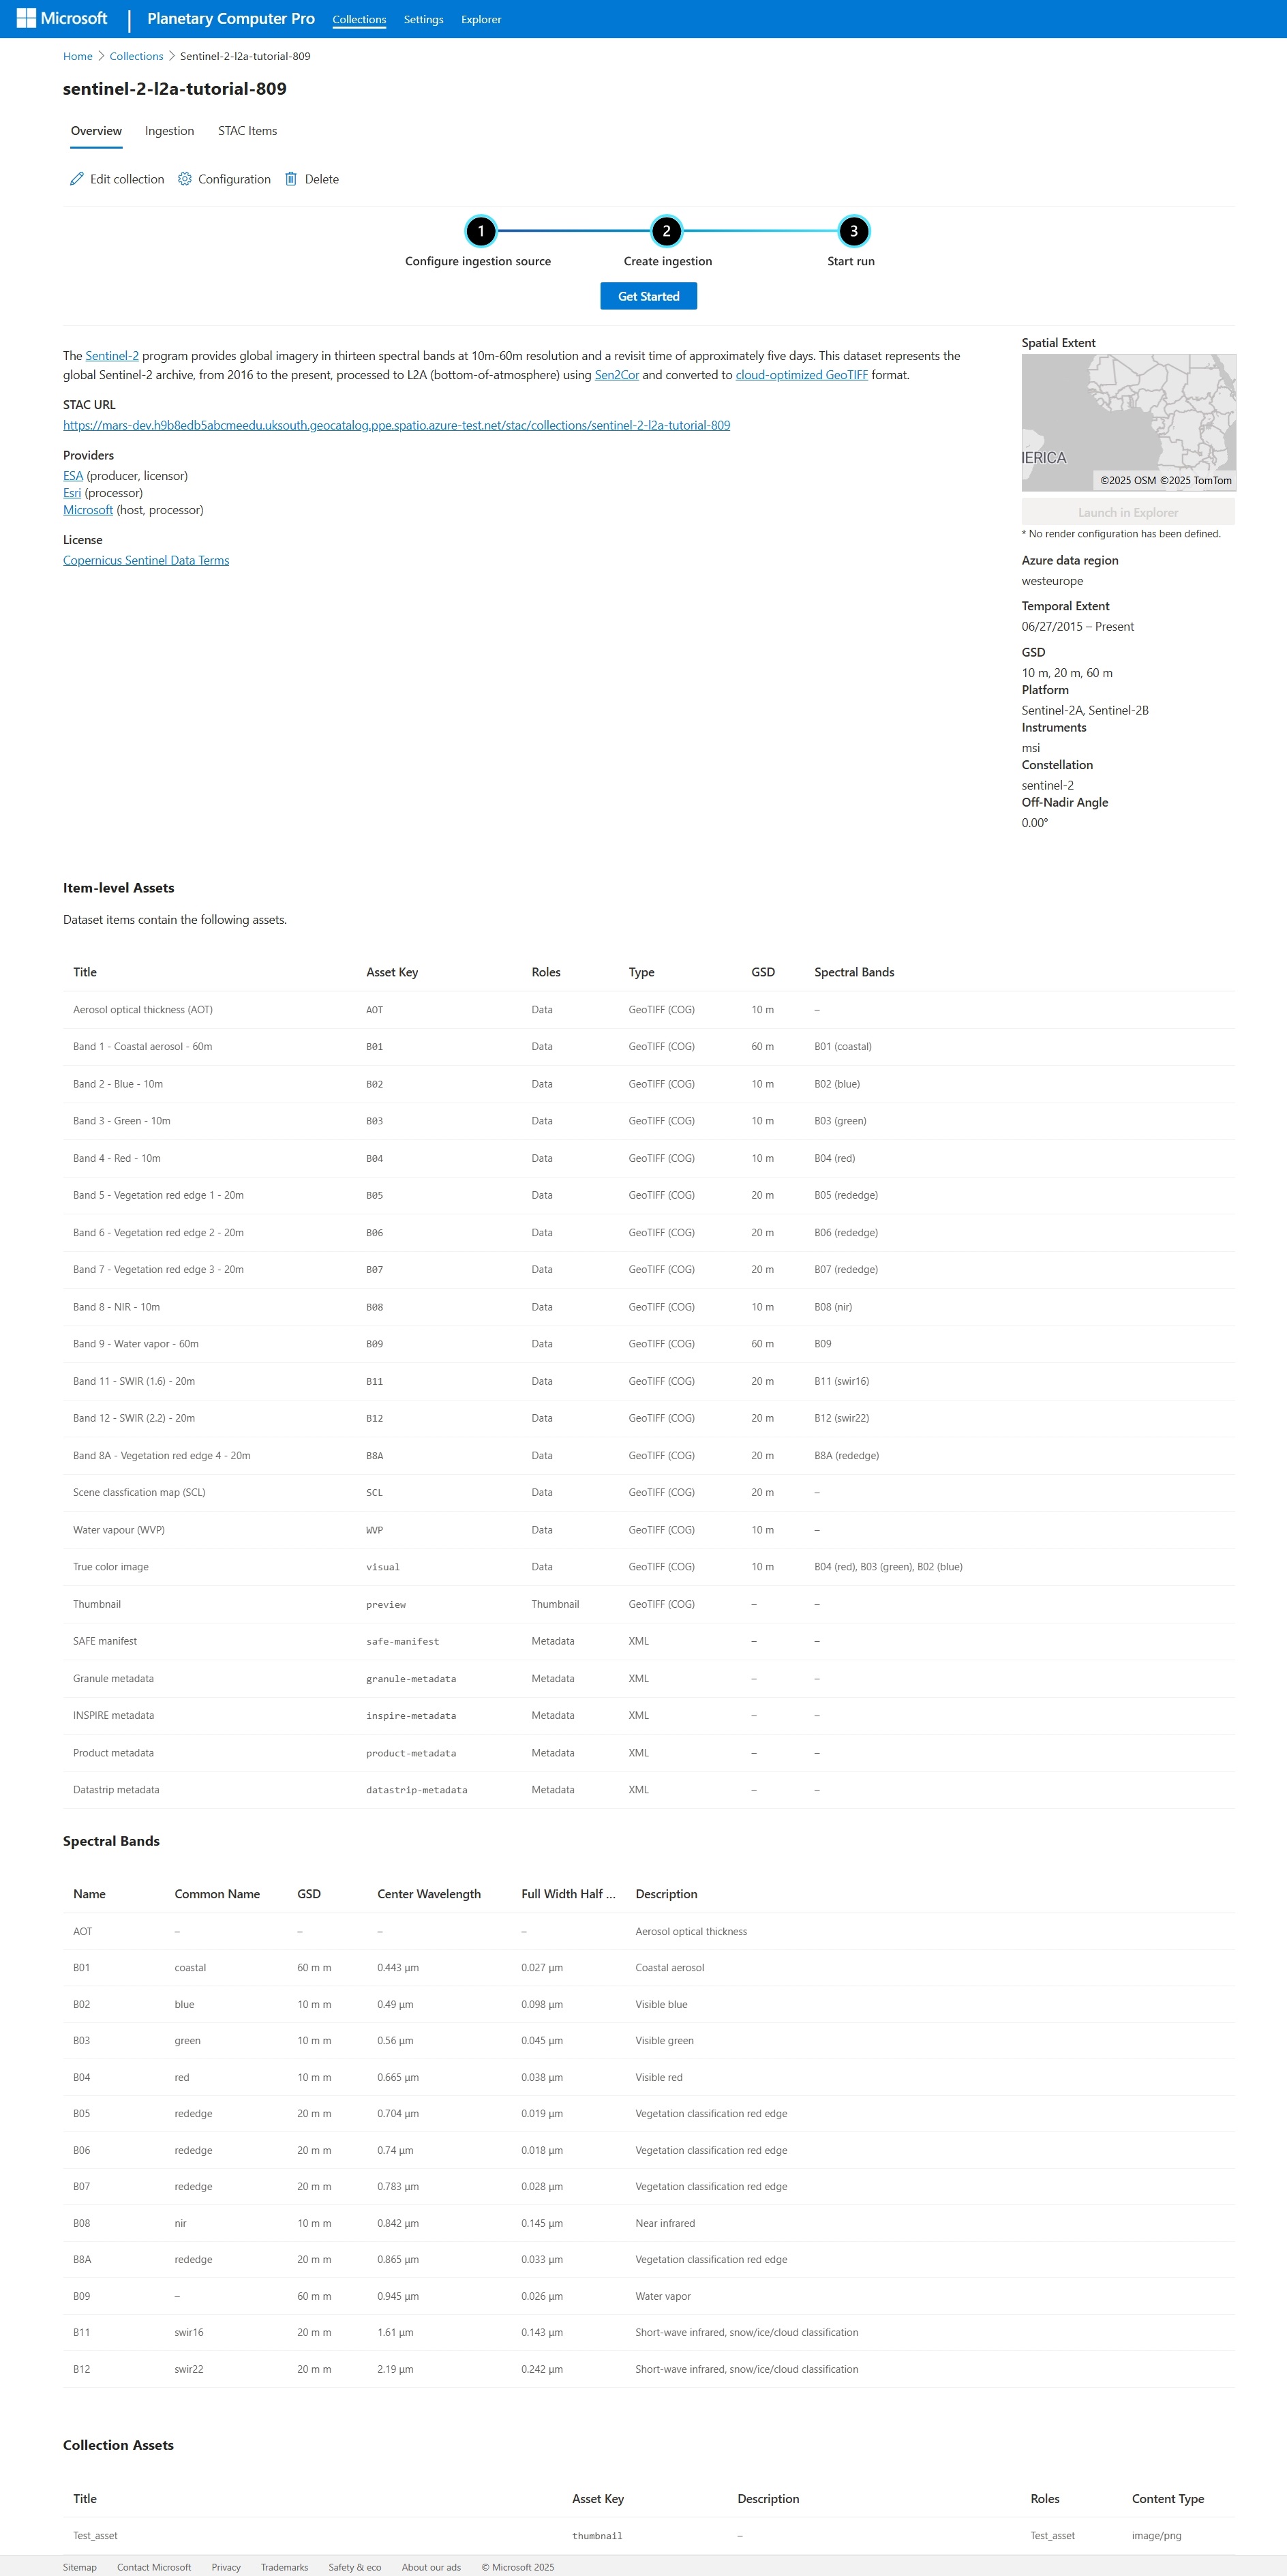 Microsoft | Planetary Computer Pro Collections Settings Explorer
Home > Collections > Sentinel-2-l2a-tutorial-809
sentinel-2-l2a-tutorial-809
Overview Ingestion STAC Items
Edit collection Configuration Delete
1 2 3
Configure ingestion source Create ingestion Start run
Get Started
The Sentinel-2 program provides global imagery in thirteen spectral bands at 10m-60m resolution and a revisit time of approximately five days. This dataset represents the
global Sentinel-2 archive, from 2016 to the present, processed to L2A (bottom-of-atmosphere) using Sen2Cor and converted to cloud-optimized GeoTIFF format.
STAC URL
https://mars-dev.h9b8edb5abcmeedu.uksouth.geocatalog.ppe.spatio.azure-test.net/stac/collections/sentinel-2-l2a-tutorial-809
Providers
ESA (producer, licensor)
Esri (processor)
Microsoft (host, processor)
License
Copernicus Sentinel Data Terms
Spatial Extent
IERICA
©2025 OSM ©2025 TomTom
Launch in Explorer
* No render configuration has been defined.
Azure data region
westeurope
Temporal Extent
06/27/2015 – Present
GSD
10 m, 20 m, 60 m
Platform
Sentinel-2A, Sentinel-2B
Instruments
msi
Constellation
sentinel-2
Off-Nadir Angle
0.00°
Item-level Assets
Dataset items contain the following assets.
Title Asset Key Roles Type GSD Spectral Bands
Aerosol optical thickness (AOT) AOT Data GeoTIFF (COG) 10 m –
Band 1 - Coastal aerosol - 60m B01 Data GeoTIFF (COG) 60 m B01 (coastal)
Band 2 - Blue - 10m B02 Data GeoTIFF (COG) 10 m B02 (blue)
Band 3 - Green - 10m B03 Data GeoTIFF (COG) 10 m B03 (green)
Band 4 - Red - 10m B04 Data GeoTIFF (COG) 10 m B04 (red)
Band 5 - Vegetation red edge 1 - 20m B05 Data GeoTIFF (COG) 20 m B05 (rededge)
Band 6 - Vegetation red edge 2 - 20m B06 Data GeoTIFF (COG) 20 m B06 (rededge)
Band 7 - Vegetation red edge 3 - 20m B07 Data GeoTIFF (COG) 20 m B07 (rededge)
Band 8 - NIR - 10m B08 Data GeoTIFF (COG) 10 m B08 (nir)
Band 9 - Water vapor - 60m B09 Data GeoTIFF (COG) 60 m B09
Band 11 - SWIR (1.6) - 20m B11 Data GeoTIFF (COG) 20 m B11 (swir16)
Band 12 - SWIR (2.2) - 20m B12 Data GeoTIFF (COG) 20 m B12 (swir22)
Band 8A - Vegetation red edge 4 - 20m B8A Data GeoTIFF (COG) 20 m B8A (rededge)
Scene classfication map (SCL) SCL Data GeoTIFF (COG) 20 m –
Water vapour (WVP) WVP Data GeoTIFF (COG) 10 m –
True color image visual Data GeoTIFF (COG) 10 m B04 (red), B03 (green), B02 (blue)
Thumbnail preview Thumbnail GeoTIFF (COG) – –
SAFE manifest safe-manifest Metadata XML – –
Granule metadata granule-metadata Metadata XML – –
INSPIRE metadata inspire-metadata Metadata XML – –
Product metadata product-metadata Metadata XML – –
Datastrip metadata datastrip-metadata Metadata XML – –
Spectral Bands
Name Common Name GSD Center Wavelength Full Width Half ... Description
AOT – – – – Aerosol optical thickness
B01 coastal 60 m m 0.443 µm 0.027 µm Coastal aerosol
B02 blue 10 m m 0.49 µm 0.098 µm Visible blue
B03 green 10 m m 0.56 µm 0.045 µm Visible green
B04 red 10 m m 0.665 µm 0.038 µm Visible red
B05 rededge 20 m m 0.704 µm 0.019 µm Vegetation classification red edge
B06 rededge 20 m m 0.74 µm 0.018 µm Vegetation classification red edge
B07 rededge 20 m m 0.783 µm 0.028 µm Vegetation classification red edge
B08 nir 10 m m 0.842 µm 0.145 µm Near infrared
B8A rededge 20 m m 0.865 µm 0.033 µm Vegetation classification red edge
B09 – 60 m m 0.945 µm 0.026 µm Water vapor
B11 swir16 20 m m 1.61 µm 0.143 µm Short-wave infrared, snow/ice/cloud classification
B12 swir22 20 m m 2.19 µm 0.242 µm Short-wave infrared, snow/ice/cloud classification
Collection Assets
Title Asset Key Description Roles Content Type
Test_asset thumbnail – Test_asset image/png
Sitemap Contact Microsoft Privacy Trademarks Safety & eco About our ads © Microsoft 2025